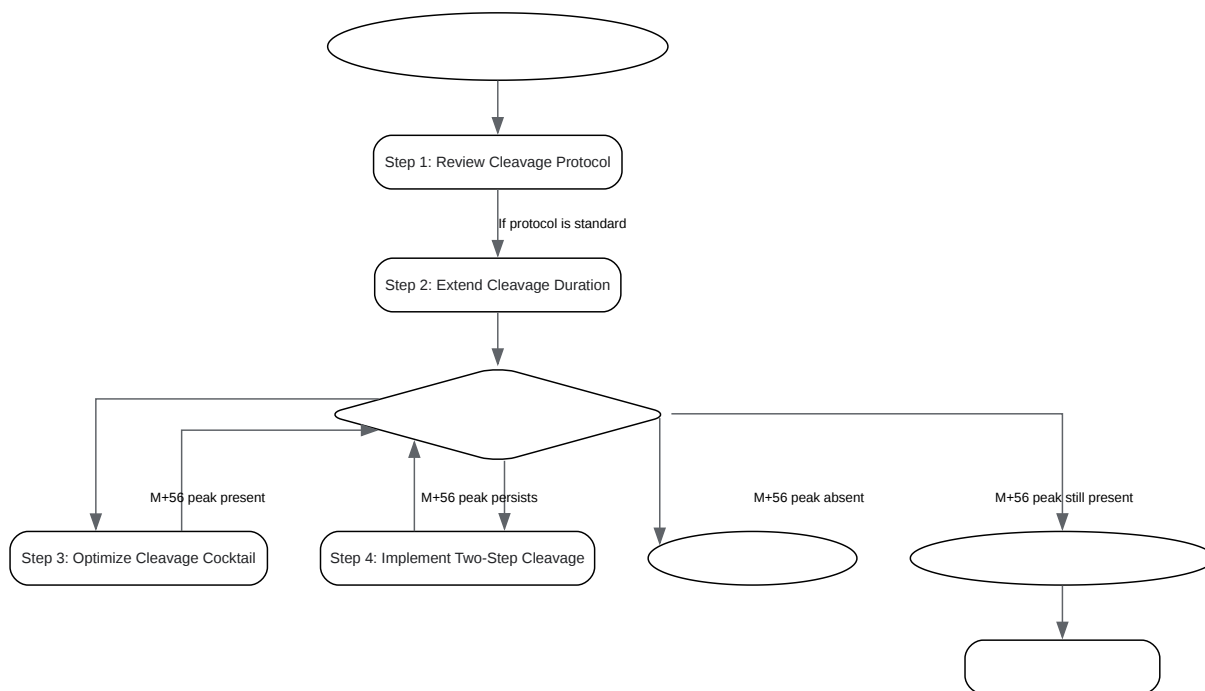 Step 1: Review Cleavage Protocol
If protocol is standard
Step 2: Extend Cleavage Duration
M+56 peak present
M+56 peak persists
M+56 peak absent
M+56 peak still present
Step 3: Optimize Cleavage Cocktail
Step 4: Implement Two-Step Cleavage